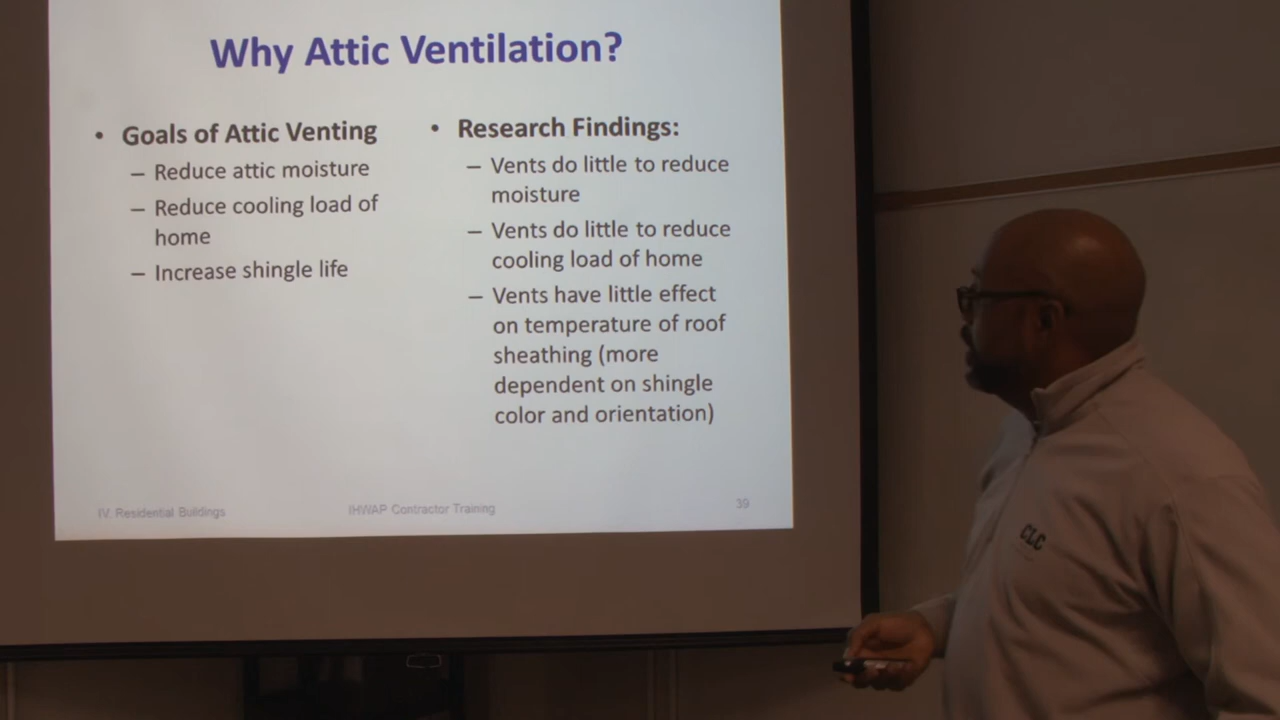 Why Attic Ventilation?
• Goals of Attic Venting
– Reduce attic moisture
– Reduce cooling load of
home
– Increase shingle life
• Research Findings:
– Vents do little to reduce
moisture
– Vents do little to reduce
cooling load of home
– Vents have little effect
on temperature of roof
sheathing (more
dependent on shingle
color and orientation)
IV. Residential Buildings
IHWAP Contractor Training
39
CLC